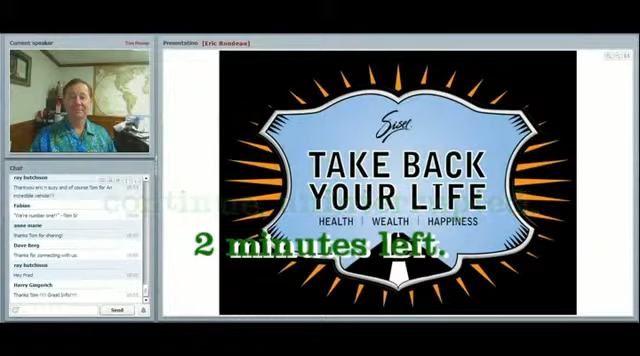 Current speaker
Presentation [Eric Rondeau]
Chat
ray hutchison
Thankyou eric n suzy and of course Tom for An
incredible vehicle!!
Fabian
"We're number one!" - Tom Sr
anne marie
thanks Tom for sharing!
Dave Berg
Thanks for connecting with us
ray hutchison
Hey Fred
Harry Gingerich
Thanks Tom !!!! Great Info!!!!
Send
Sisel
TAKE BACK
YOUR LIFE
HEALTH | WEALTH | HAPPINESS
2 minutes left.